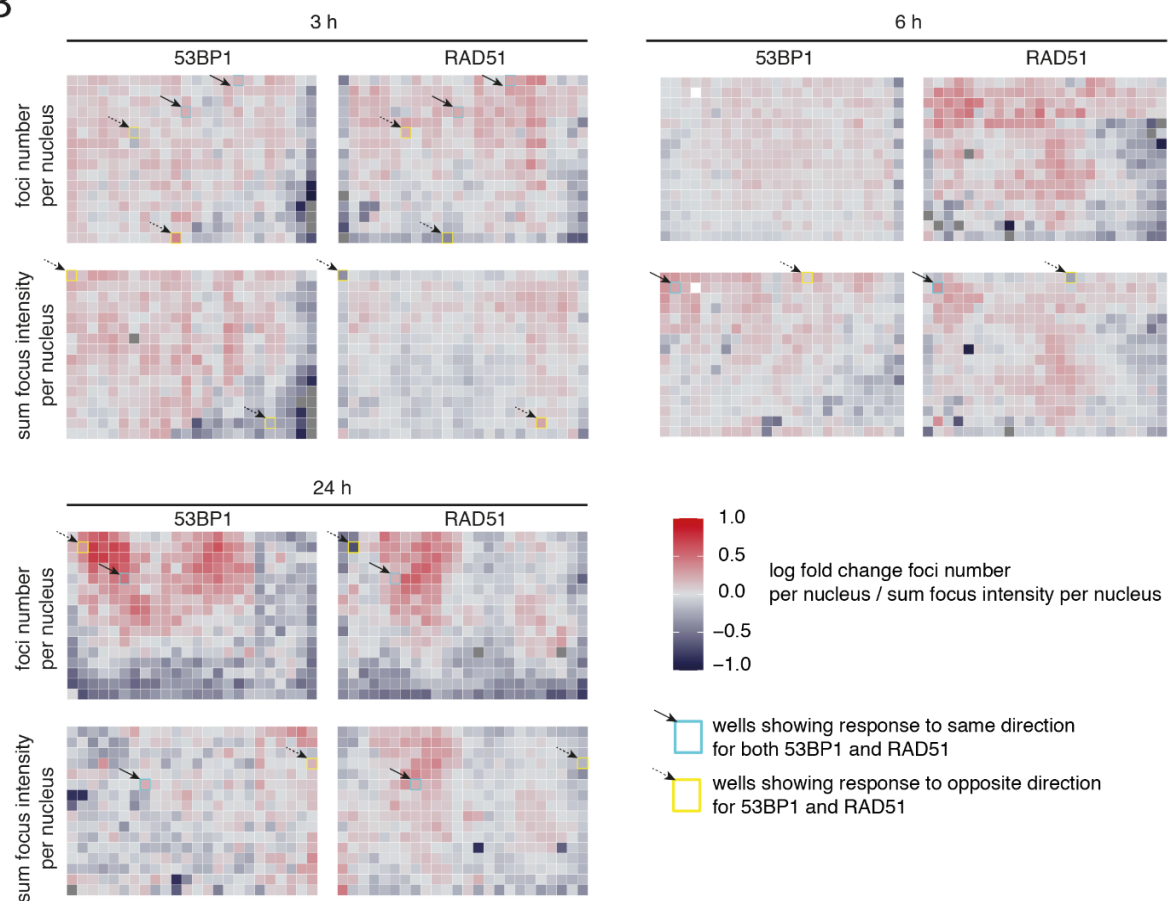 B
3 h
6 h
53BP1
RAD51
53BP1
RAD51
foci number
per nucleus
sum focus intensity
per nucleus
24 h
53BP1
RAD51
foci number
per nucleus
sum focus intensity
per nucleus
1.0
0.5
0.0
−0.5
−1.0
log fold change foci number
per nucleus / sum focus intensity per nucleus
wells showing response to same direction
for both 53BP1 and RAD51
wells showing response to opposite direction
for 53BP1 and RAD51